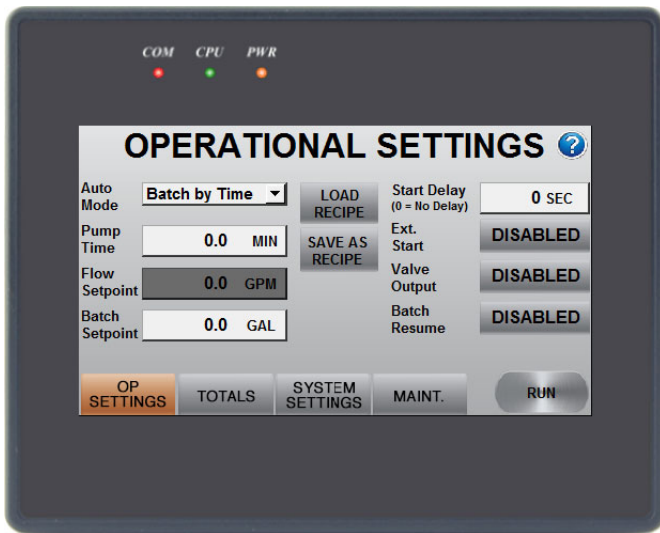 COM CPU PWR
OPERATIONAL SETTINGS ?
Auto
Mode
Batch by Time
LOAD
RECIPE
Start Delay
(0 = No Delay)
0 SEC
Pump
Time
0.0 MIN
SAVE AS
RECIPE
Ext.
Start
DISABLED
Flow
Setpoint
0.0 GPM
Valve
Output
DISABLED
Batch
Setpoint
0.0 GAL
Batch
Resume
DISABLED
OP
SETTINGS
TOTALS
SYSTEM
SETTINGS
MAINT.
RUN